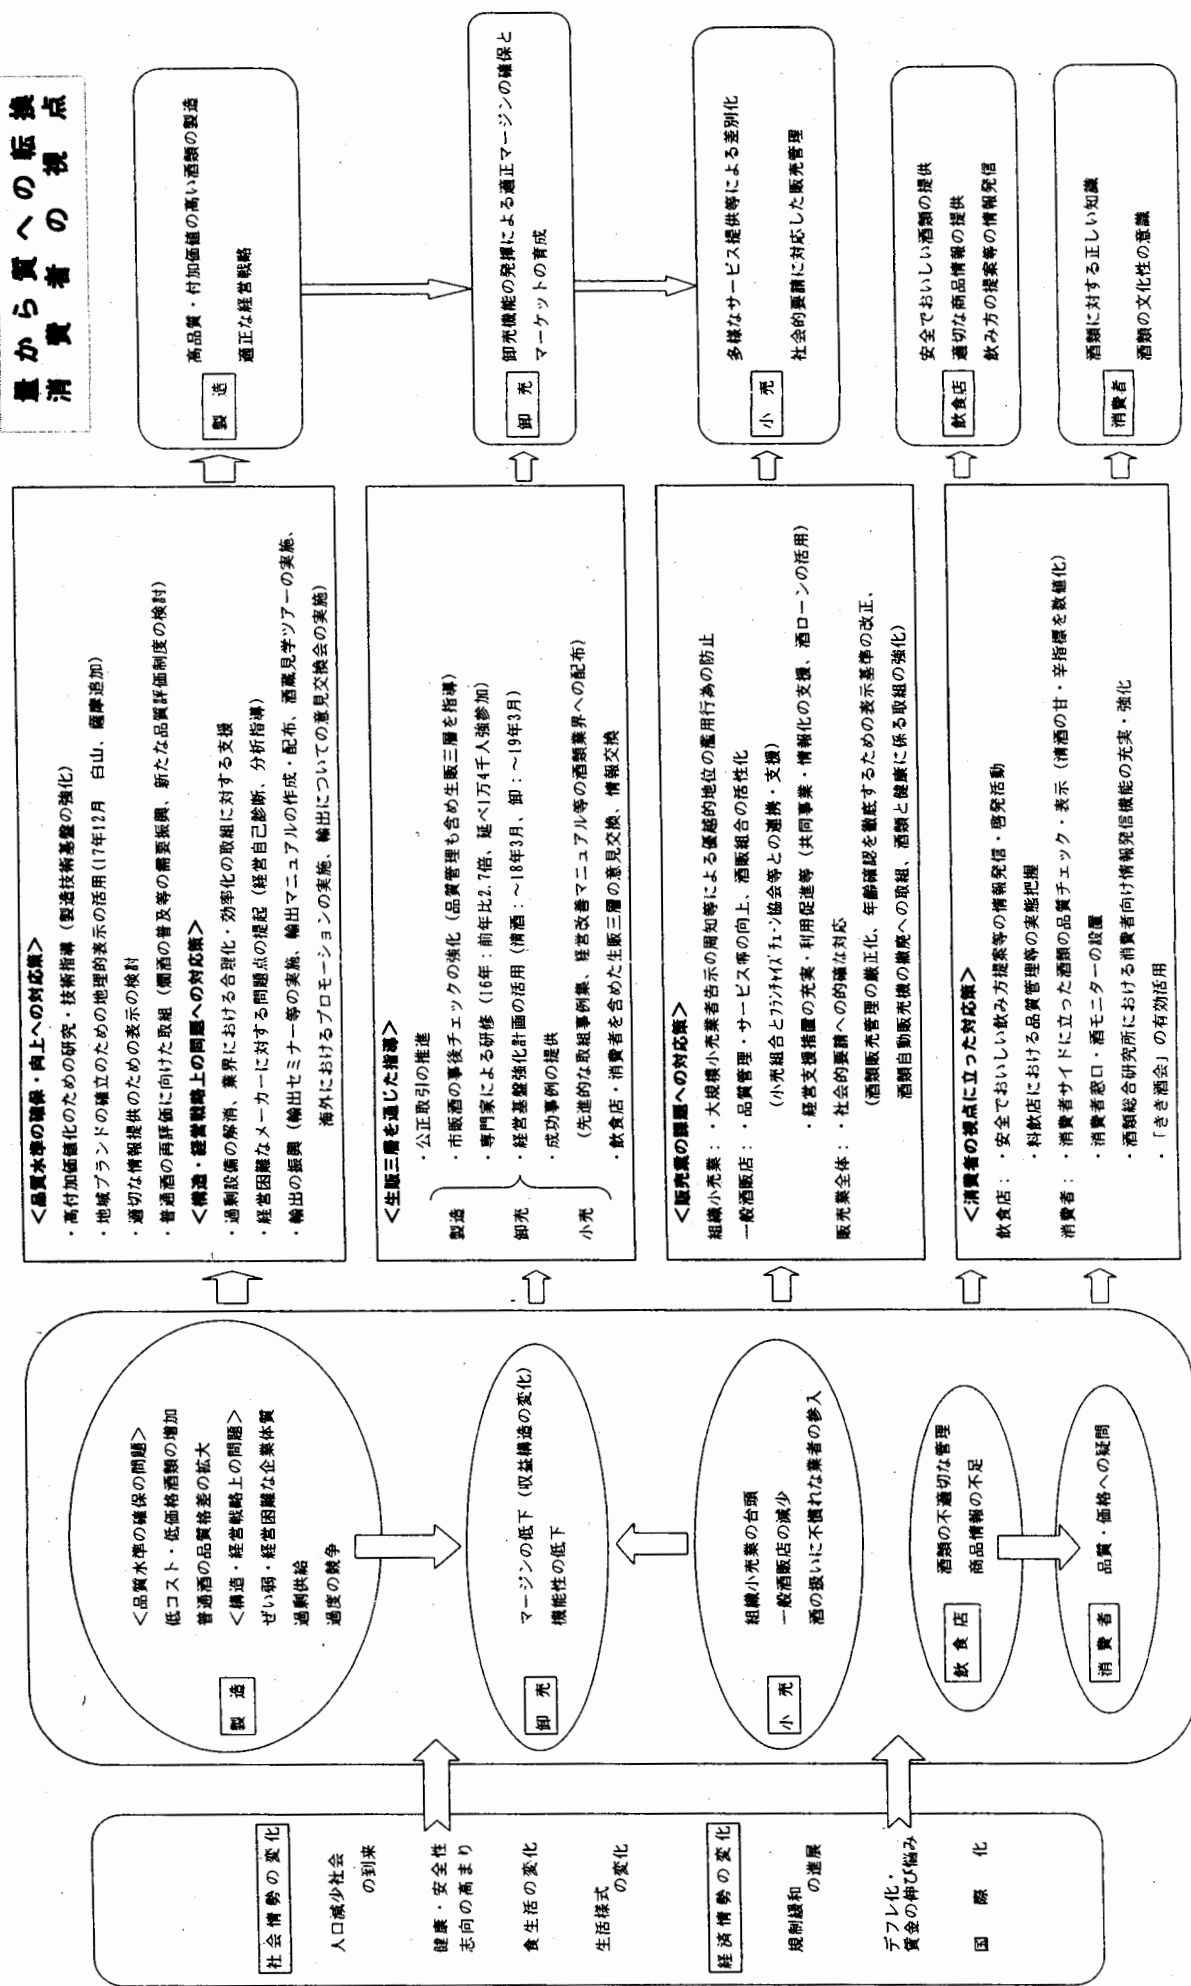 量から質への転換
消費者の視点
社会情勢の変化
人口減少社会
の到来
健康・安全性
志向の高まり
食生活の変化
生活様式
の変化
経済情勢の変化
規制緩和
の進展
デフレ化・
賃金の伸び悩み
国際化
製造
＜品質水準の確保の問題＞
低コスト・低価格酒類の増加
普通酒の品質格差の拡大
＜構造・経営戦略上の問題＞
ぜい弱・経営困難な企業体質
過剰供給
過度の競争
卸売
マージンの低下（収益構造の変化）
機能性の低下
小売
組織小売業の台頭
一般酒販店の減少
酒の扱いに不慣れな業者の参入
飲食店
酒類の不適切な管理
商品情報の不足
消費者
品質・価格への疑問
＜品質水準の確保・向上への対応策＞
・高付加価値化のための研究・技術指導（製造技術基盤の強化）
・地域ブランドの確立のための地理的表示の活用（17年12月　白山、薩摩追加）
・適切な情報提供のための表示の検討
・普通酒の再評価に向けた取組（燗酒の普及等の需要振興、新たな品質評価制度の検討）
＜構造・経営戦略上の問題への対応策＞
・過剰設備の解消、業界における合理化・効率化の取組に対する支援
・経営困難なメーカーに対する問題点の提起（経営自己診断、分析指導）
・輸出の振興（輸出セミナー等の実施、輸出マニュアルの作成・配布、酒蔵見学ツアーの実施、
海外におけるプロモーションの実施、輸出についての意見交換会の実施）
＜生販三層を通じた指導＞
・公正取引の推進
製造
・市販酒の事後チェックの強化（品質管理も含め生販三層を指導）
・専門家による研修（16年：前年比2.7倍、延べ1万4千人強参加）
卸売
・経営基盤強化計画の活用（清酒：～18年3月、卸：～19年3月）
・成功事例の提供
小売
（先進的な取組事例集、経営改善マニュアル等の酒類業界への配布）
・飲食店・消費者を含めた生販三層の意見交換、情報交換
＜販売業の課題への対応策＞
組織小売業：・大規模小売業者告示の周知等による優越的地位の濫用行為の防止
一般酒販店：・品質管理・サービス等の向上、酒販組合の活性化
（小売組合とフランチャイズチェーン協会等との連携・支援）
・経営支援措置の充実・利用促進等（共同事業・情報化の支援、酒ローンの活用）
販売業全体：・社会的要請への的確な対応
（酒類販売管理の厳正化、年齢確認を徹底するための表示基準の改正、
酒類自動販売機の撤廃への取組、酒類と健康に係る取組の強化）
＜消費者の視点に立った対応策＞
飲食店：・安全でおいしい飲み方提案等の情報発信・啓発活動
・料飲店における品質管理等の実態把握
消費者：・消費者サイドに立った酒類の品質チェック・表示（清酒の甘・辛指標を数値化）
・消費者窓口・酒モニターの設置
・酒類総合研究所における消費者向け情報発信機能の充実・強化
・「きき酒会」の有効活用
製造
高品質・付加価値の高い酒類の製造
適正な経営戦略
卸売
卸売機能の発揮による適正マージンの確保と
マーケットの育成
小売
多様なサービス提供等による差別化
社会的要請に対応した販売管理
飲食店
安全でおいしい酒類の提供
適切な商品情報の提供
飲み方の提案等の情報発信
消費者
酒類に対する正しい知識
酒類の文化性の意識